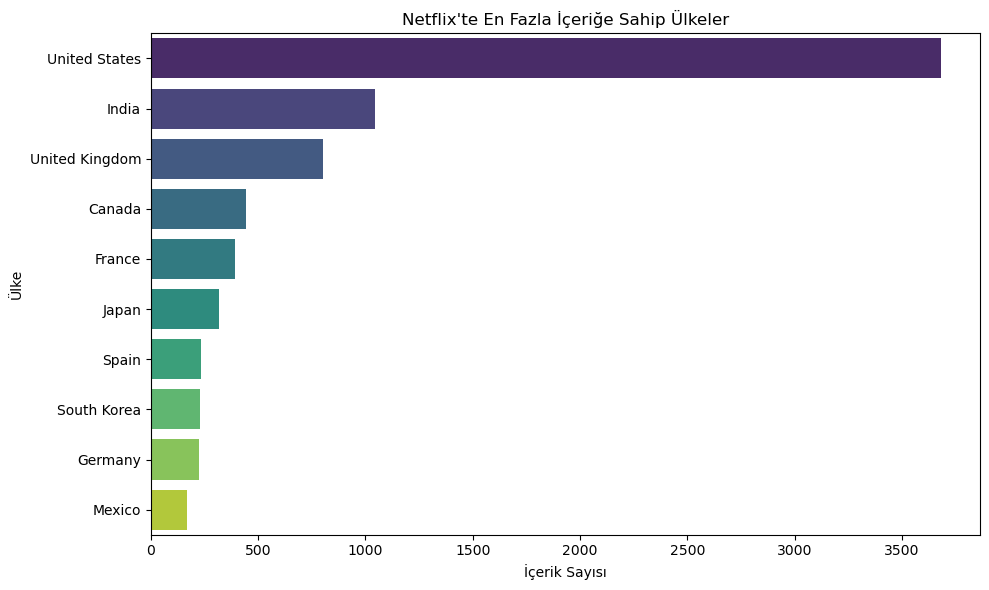 Netflix'te En Fazla İçeriğe Sahip Ülkeler
Ülke
United States
India
United Kingdom
Canada
France
Japan
Spain
South Korea
Germany
Mexico
0 500 1000 1500 2000 2500 3000 3500
İçerik Sayısı